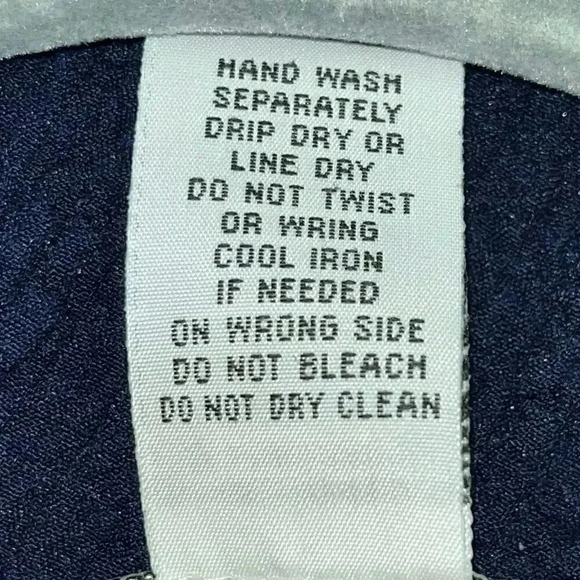 HAND WASH
SEPARATELY
DRIP DRY OR
LINE DRY
DO NOT TWIST
OR WRING
COOL IRON
IF NEEDED
ON WRONG SIDE
DO NOT BLEACH
DO NOT DRY CLEAN